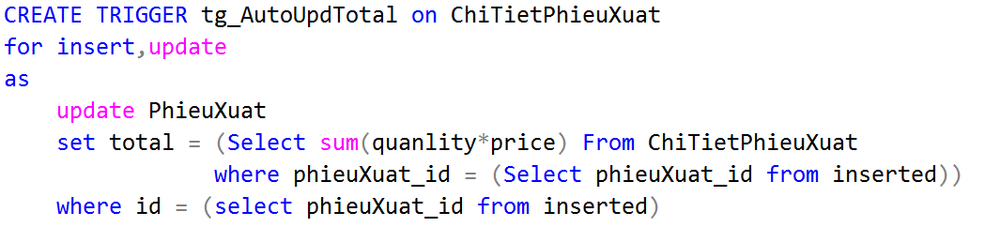 CREATE TRIGGER tg_AutoUpdTotal on ChiTietPhieuXuat
for insert,update
as
update PhieuXuat
set total = (Select sum(quanlity*price) From ChiTietPhieuXuat
where phieuXuat_id = (Select phieuXuat_id from inserted))
where id = (select phieuXuat_id from inserted)